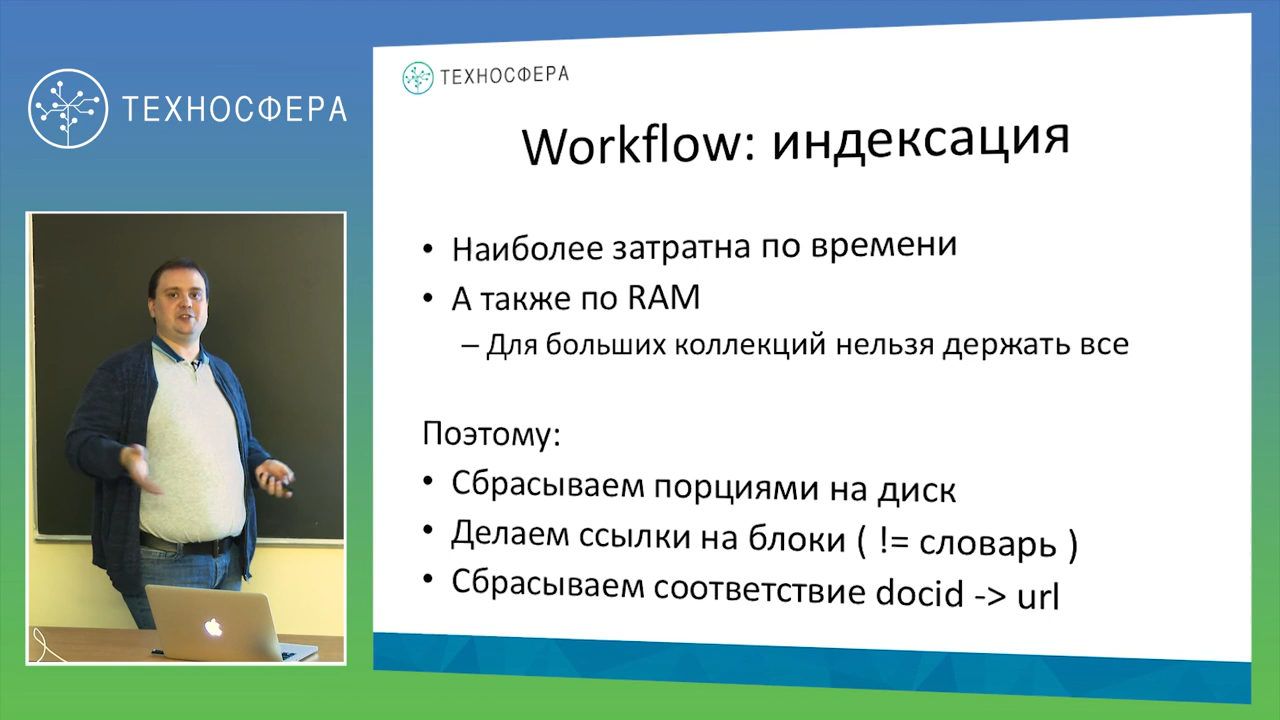 ТЕХНОСФЕРА
ТЕХНОСФЕРА
Workflow: индексация
• Наиболее затратна по времени
• А также по RAM
– Для больших коллекций нельзя держать все
Поэтому:
• Сбрасываем порциями на диск
• Делаем ссылки на блоки ( != словарь )
• Сбрасываем соответствие docid -> url